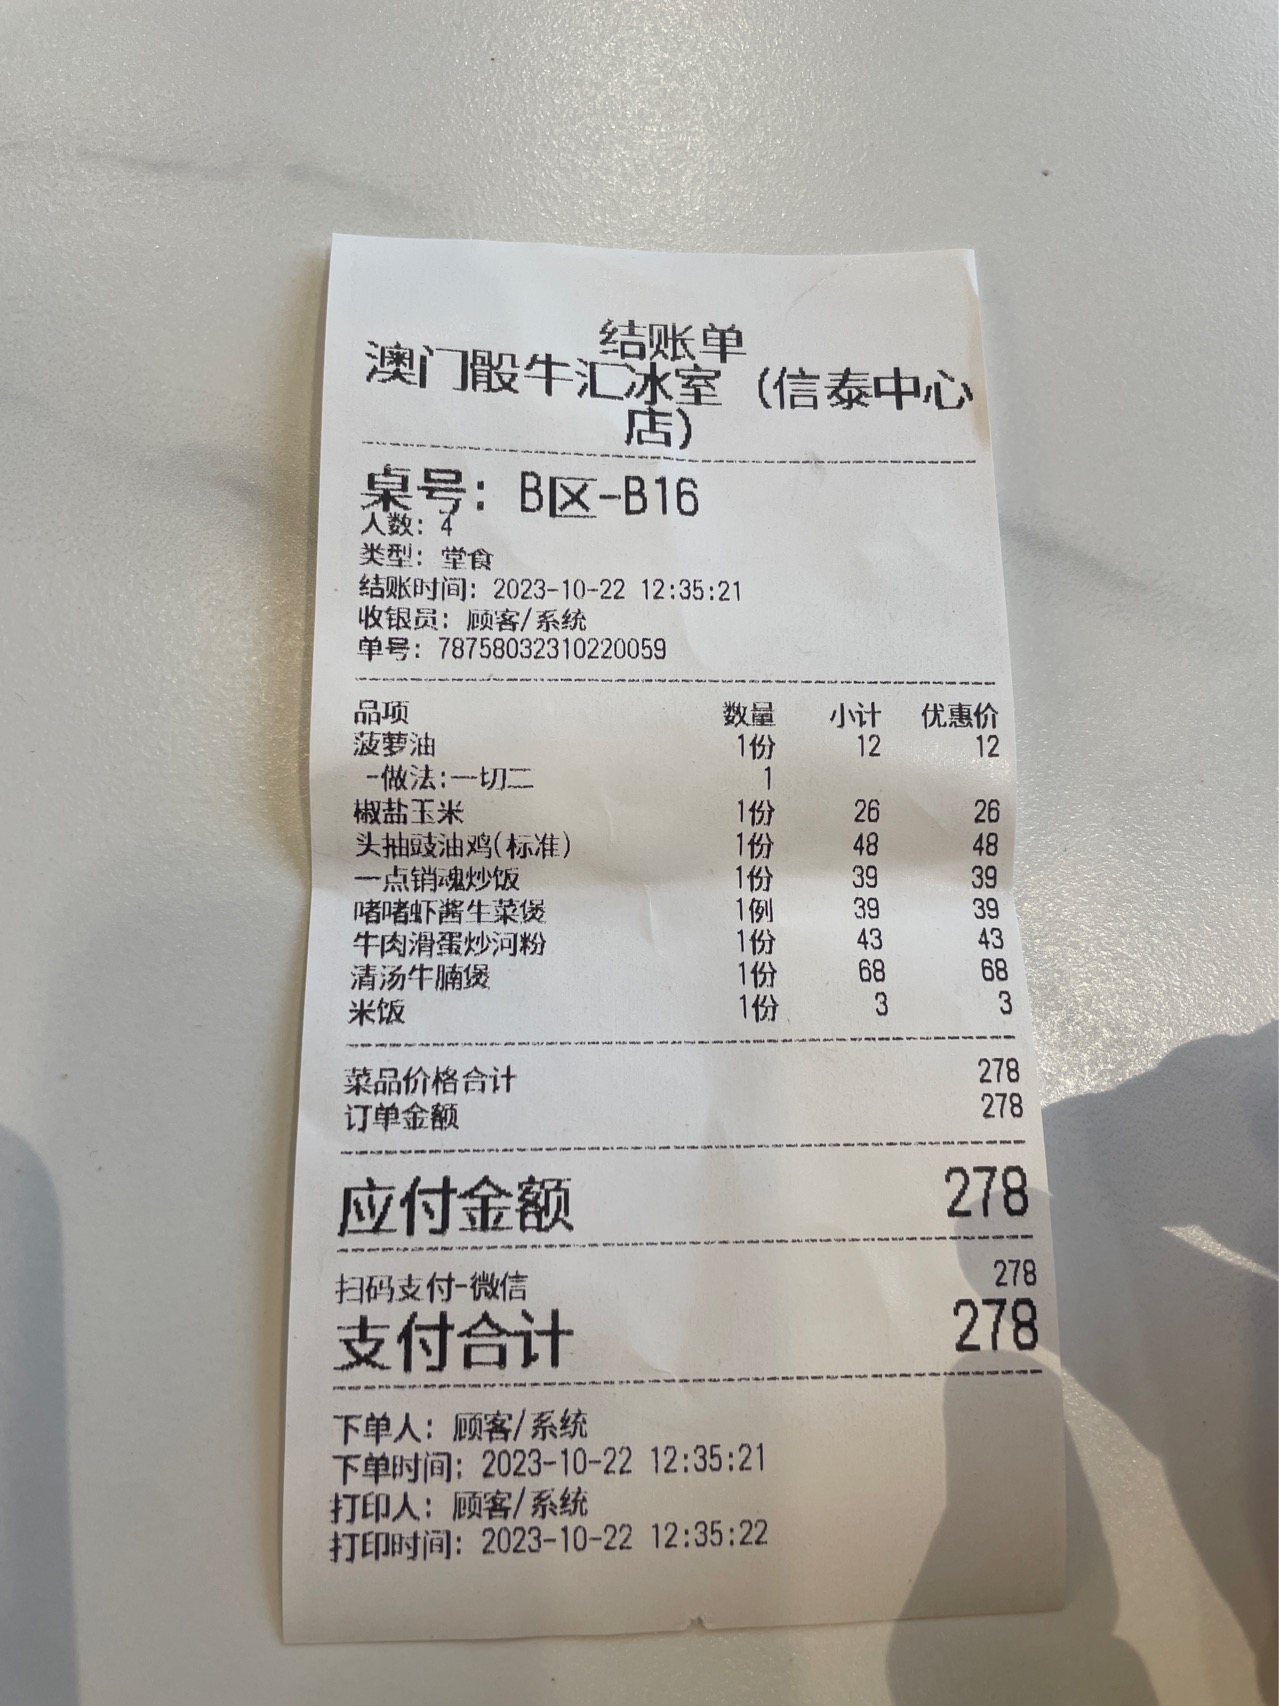 结账单
澳门骰牛汇冰室（信泰中心
店）
桌号：B区-B16
人数：4
类型：堂食
结账时间：2023-10-22 12:35:21
收银员：顾客/系统
单号：787580322310220059
品项 数量 小计 优惠价
菠萝油 1份 12 12
-做法:一切二 1
椒盐玉米 1份 26 26
头抽豉油鸡(标准) 1份 48 48
一点销魂炒饭 1份 39 39
啫啫虾酱生菜煲 1例 39 39
牛肉滑蛋炒河粉 1份 43 43
清汤牛腩煲 1份 68 68
米饭 1份 3 3
菜品价格合计 278
订单金额 278
应付金额 278
扫码支付-微信 278
支付合计 278
下单人：顾客/系统
下单时间：2023-10-22 12:35:21
打印人：顾客/系统
打印时间：2023-10-22 12:35:22